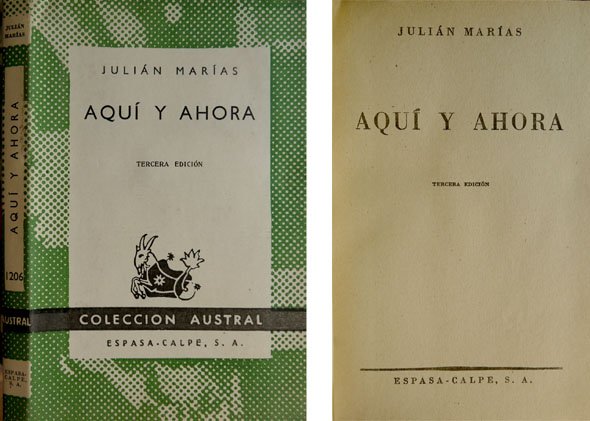 JULIÁN
MARÍAS
AQUÍ Y AHORA
1206
AUSTRAL
ESPASA-
CALPE,
S. A.
JULIÁN MARÍAS
AQUÍ Y AHORA
TERCERA EDICIÓN
COLECCION AUSTRAL
ESPASA-CALPE, S. A.
JULIÁN MARÍAS
AQUÍ Y AHORA
TERCERA EDICIÓN
ESPASA-CALPE, S. A.